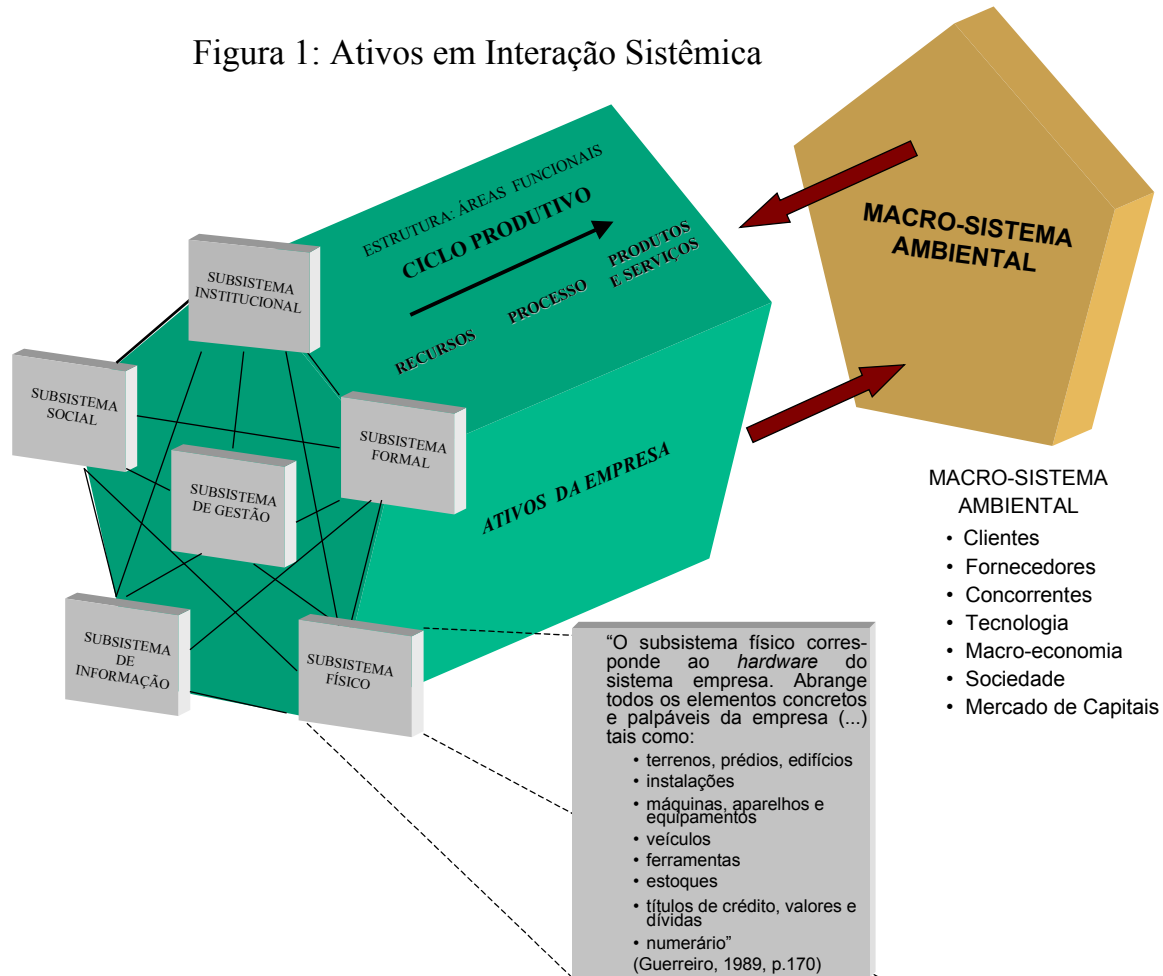 Figura 1: Ativos em Interação Sistêmica
ESTRUTURA: ÁREAS FUNCIONAIS
CICLO PRODUTIVO
RECURSOS
PROCESSO
PRODUTOS
E SERVIÇOS
MACRO-SISTEMA
AMBIENTAL
SUBSISTEMA
INSTITUCIONAL
SUBSISTEMA
SOCIAL
SUBSISTEMA
FORMAL
SUBSISTEMA
DE GESTÃO
SUBSISTEMA
DE
INFORMAÇÃO
SUBSISTEMA
FÍSICO
ATIVOS DA EMPRESA
MACRO-SISTEMA
AMBIENTAL
• Clientes
• Fornecedores
• Concorrentes
• Tecnologia
• Macro-economia
• Sociedade
• Mercado de Capitais
“O subsistema físico corres-
ponde ao hardware do
sistema empresa. Abrange
todos os elementos concretos
e palpáveis da empresa (...)
tais como:
• terrenos, prédios, edifícios
• instalações
• máquinas, aparelhos e
equipamentos
• veículos
• ferramentas
• estoques
• títulos de crédito, valores e
dívidas
• numerário”
(Guerreiro, 1989, p.170)